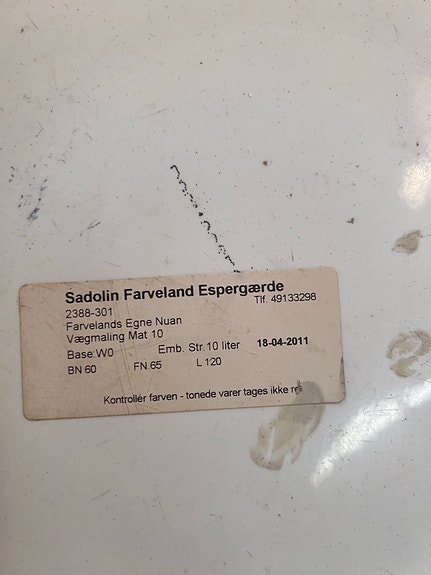 Sadolin Farveland Espergærde
Tlf. 49133298
2388-301
Farvelands Egne Nuan
Vægmaling Mat 10
Base:W0 Emb. Str.10 liter 18-04-2011
BN 60 FN 65 L 120
Kontrollér farven - tonede varer tages ikke